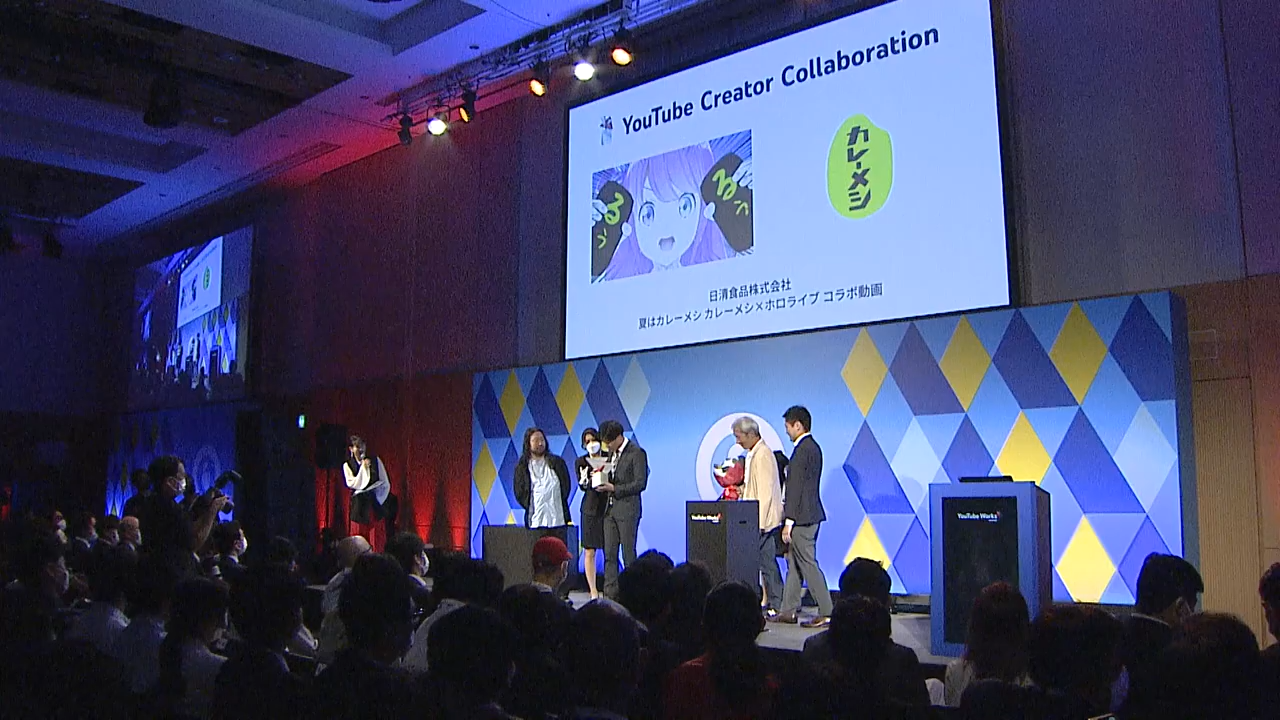 YouTube Creator Collaboration
る
る
カレーメシ
日清食品株式会社
夏はカレーメシ カレーメシ×ホロライブ コラボ動画
YouTube Works
YouTube Works